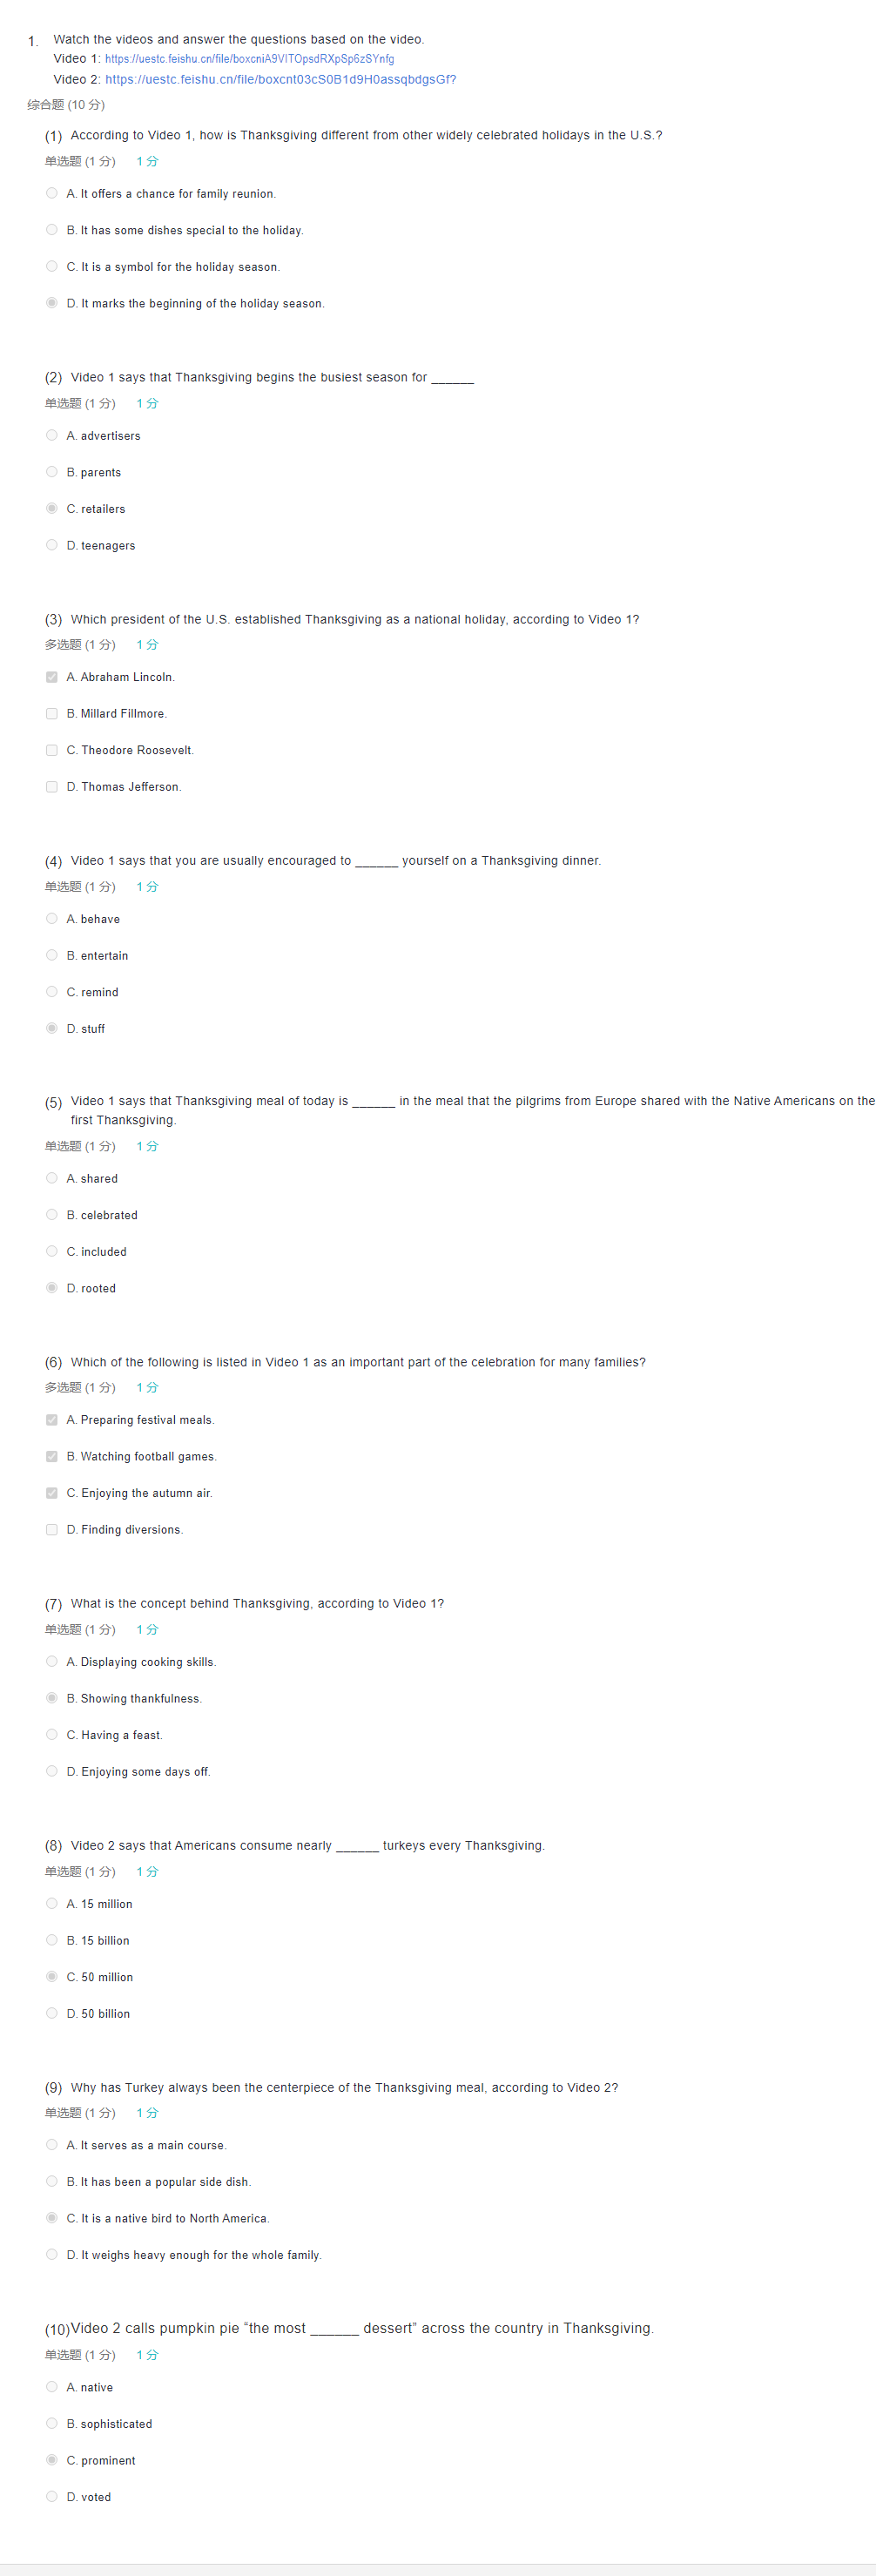 1. Watch the videos and answer the questions based on the video.
Video 1: https://uestc.feishu.cn/file/boxcniA9VITOpsdRXpSp6zSYnfg
Video 2: https://uestc.feishu.cn/file/boxcnt03cS0B1d9H0assqbdgsGf?
综合题 (10 分)
(1) According to Video 1, how is Thanksgiving different from other widely celebrated holidays in the U.S.?
单选题 (1 分) 1 分
A. It offers a chance for family reunion.
B. It has some dishes special to the holiday.
C. It is a symbol for the holiday season.
D. It marks the beginning of the holiday season.
(2) Video 1 says that Thanksgiving begins the busiest season for ______
单选题 (1 分) 1 分
A. advertisers
B. parents
C. retailers
D. teenagers
(3) Which president of the U.S. established Thanksgiving as a national holiday, according to Video 1?
多选题 (1 分) 1 分
A. Abraham Lincoln.
B. Millard Fillmore.
C. Theodore Roosevelt.
D. Thomas Jefferson.
(4) Video 1 says that you are usually encouraged to ______ yourself on a Thanksgiving dinner.
单选题 (1 分) 1 分
A. behave
B. entertain
C. remind
D. stuff
(5) Video 1 says that Thanksgiving meal of today is ______ in the meal that the pilgrims from Europe shared with the Native Americans on the
first Thanksgiving.
单选题 (1 分) 1 分
A. shared
B. celebrated
C. included
D. rooted
(6) Which of the following is listed in Video 1 as an important part of the celebration for many families?
多选题 (1 分) 1 分
A. Preparing festival meals.
B. Watching football games.
C. Enjoying the autumn air.
D. Finding diversions.
(7) What is the concept behind Thanksgiving, according to Video 1?
单选题 (1 分) 1 分
A. Displaying cooking skills.
B. Showing thankfulness.
C. Having a feast.
D. Enjoying some days off.
(8) Video 2 says that Americans consume nearly ______ turkeys every Thanksgiving.
单选题 (1 分) 1 分
A. 15 million
B. 15 billion
C. 50 million
D. 50 billion
(9) Why has Turkey always been the centerpiece of the Thanksgiving meal, according to Video 2?
单选题 (1 分) 1 分
A. It serves as a main course.
B. It has been a popular side dish.
C. It is a native bird to North America.
D. It weighs heavy enough for the whole family.
(10) Video 2 calls pumpkin pie “the most ______ dessert” across the country in Thanksgiving.
单选题 (1 分) 1 分
A. native
B. sophisticated
C. prominent
D. voted